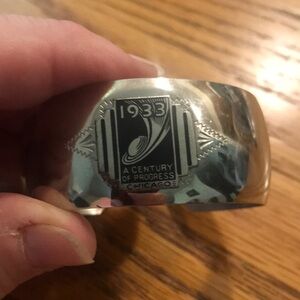 1933
A CENTURY
OF PROGRESS
CHICAGO